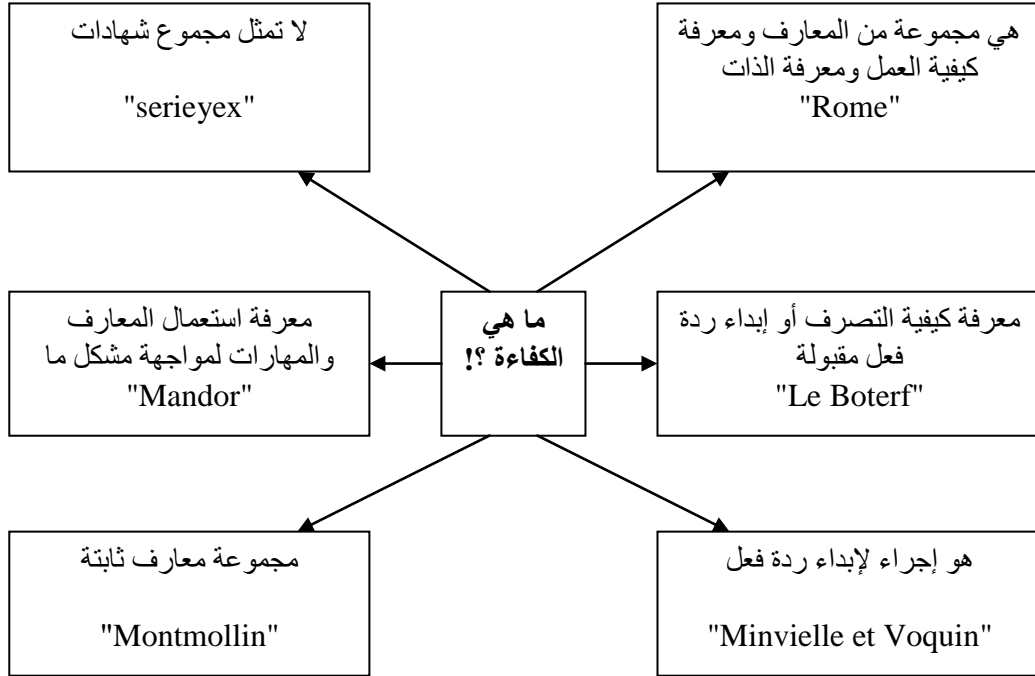 هي مجموعة من المعارف ومعرفة
كيفية العمل ومعرفة الذات
"Rome"
لا تمثل مجموع شهادات
"serieyex"
معرفة كيفية التصرف أو إبداء ردة
فعل مقبولة
"Le Boterf"
ما هي
الكفاءة ؟!
معرفة استعمال المعارف
والمهارات لمواجهة مشكل ما
"Mandor"
هو إجراء لإبداء ردة فعل
"Minvielle et Voquin"
مجموعة معارف ثابتة
"Montmollin"